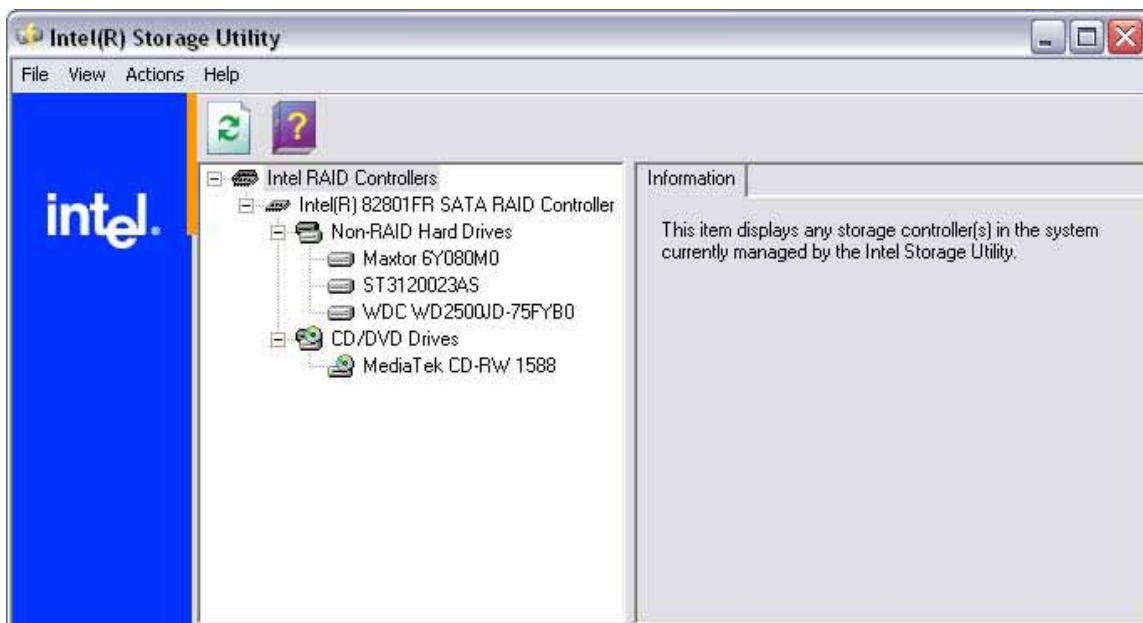 Intel(R) Storage Utility
File View Actions Help
intel.
?
Intel RAID Controllers
Intel(R) 82801FR SATA RAID Controller
Non-RAID Hard Drives
Maxtor 6Y080M0
ST3120023AS
WDC WD2500JD-75FYB0
CD/DVD Drives
MediaTek CD-RW 1588
Information
This item displays any storage controller(s) in the system
currently managed by the Intel Storage Utility.